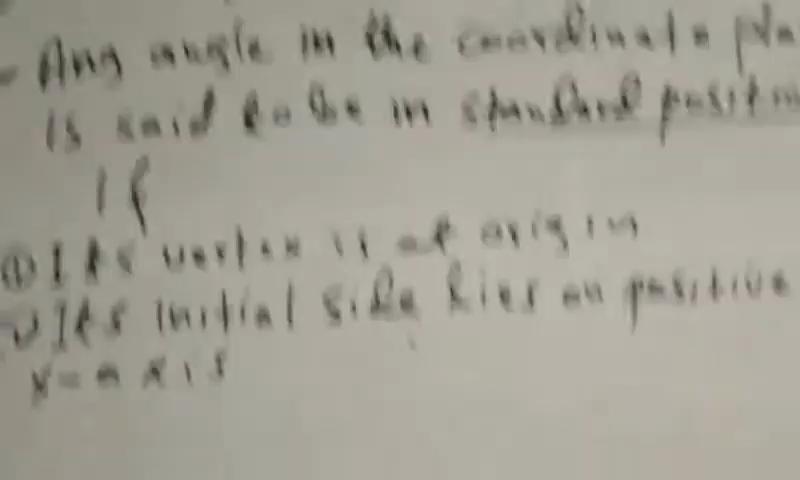 - Any angle in the coordinate pla
is said to be in standard positi
if
① Its vertex is at origin
2) Its initial side lies on positive
x-axis